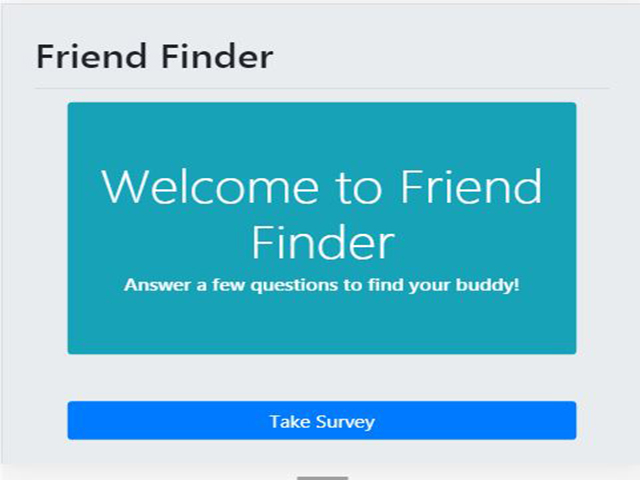 Friend Finder
Welcome to Friend
Finder
Answer a few questions to find your buddy!
Take Survey